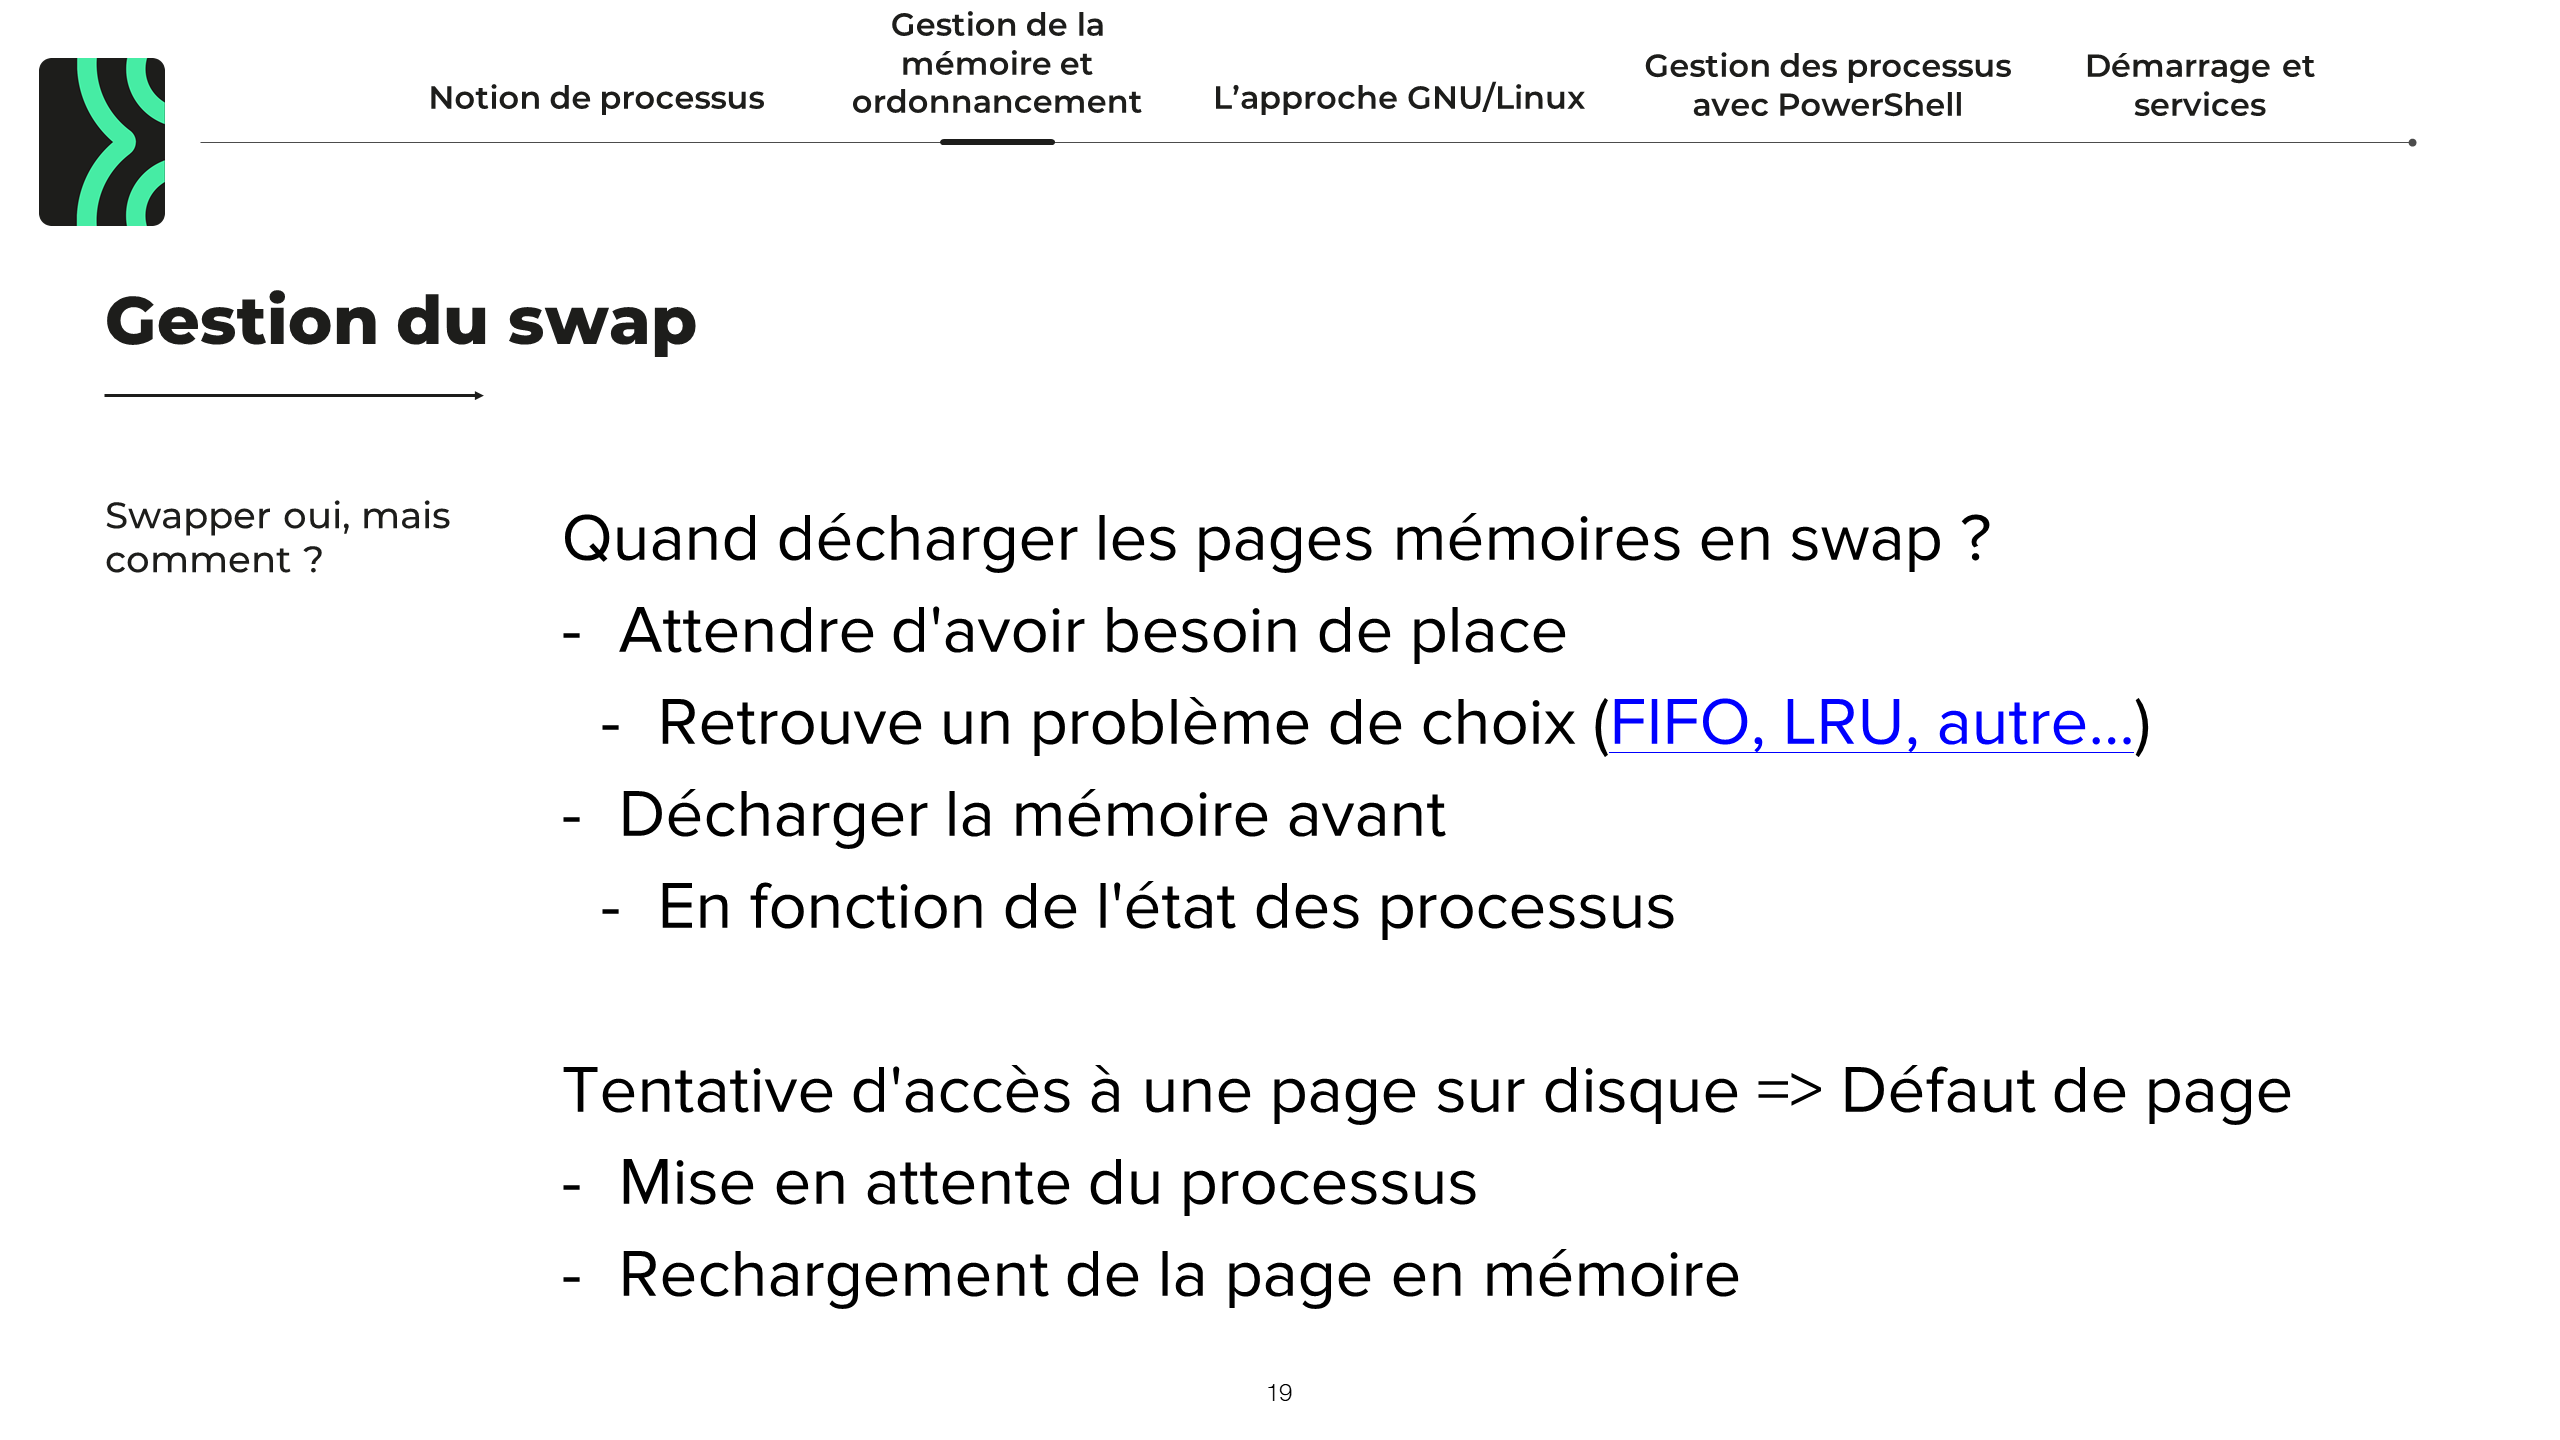 Notion de processus
Gestion de la
mémoire et
ordonnancement
L’approche GNU/Linux
Gestion des processus
avec PowerShell
Démarrage et
services
Gestion du swap
Swapper oui, mais
comment ?
Quand décharger les pages mémoires en swap ?
- Attendre d'avoir besoin de place
- Retrouve un problème de choix (FIFO, LRU, autre...)
- Décharger la mémoire avant
- En fonction de l'état des processus
Tentative d'accès à une page sur disque => Défaut de page
- Mise en attente du processus
- Rechargement de la page en mémoire
19